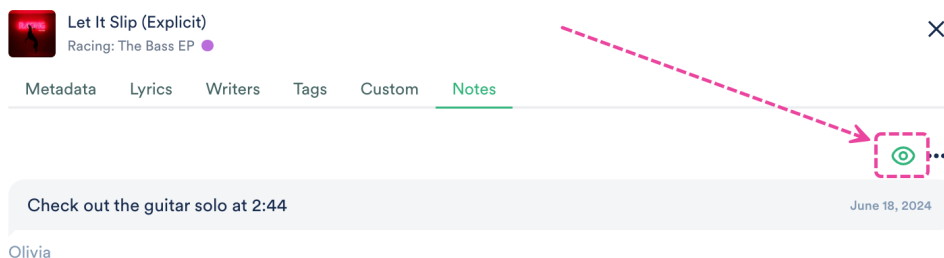 Let It Slip (Explicit)
Racing: The Bass EP
Metadata Lyrics Writers Tags Custom Notes
Check out the guitar solo at 2:44 June 18, 2024
Olivia